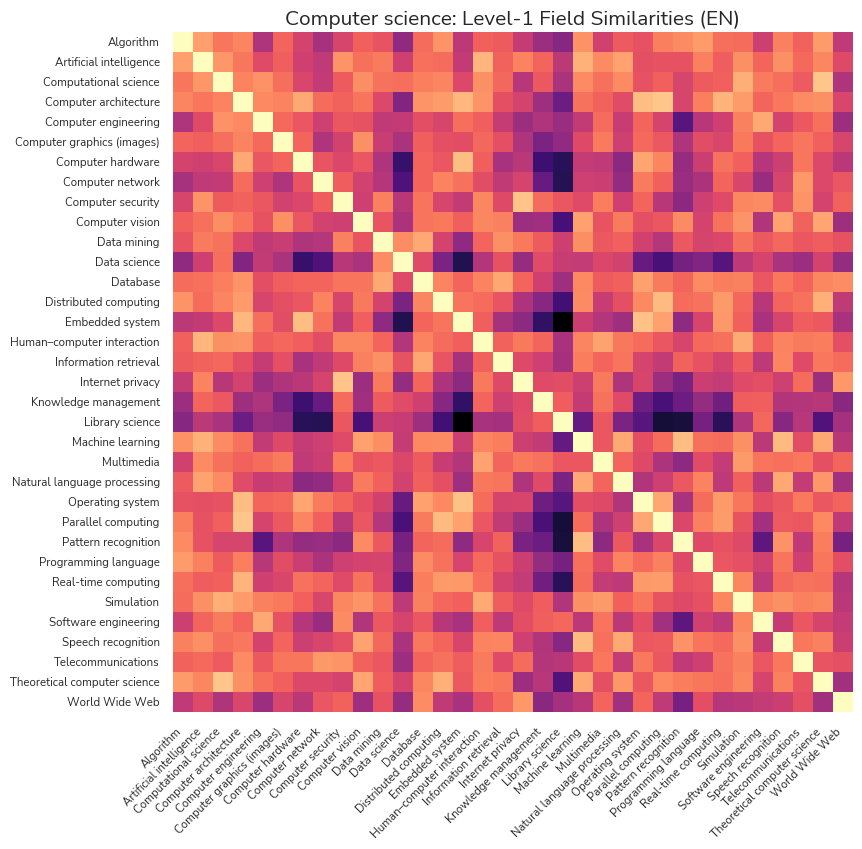 Computer science: Level-1 Field Similarities (EN)
Algorithm
Artificial intelligence
Computational science
Computer architecture
Computer engineering
Computer graphics (images)
Computer hardware
Computer network
Computer security
Computer vision
Data mining
Data science
Database
Distributed computing
Embedded system
Human–computer interaction
Information retrieval
Internet privacy
Knowledge management
Library science
Machine learning
Multimedia
Natural language processing
Operating system
Parallel computing
Pattern recognition
Programming language
Real-time computing
Simulation
Software engineering
Speech recognition
Telecommunications
Theoretical computer science
World Wide Web
Algorithm
Artificial intelligence
Computational science
Computer architecture
Computer engineering
Computer graphics (images)
Computer hardware
Computer network
Computer security
Computer vision
Data mining
Data science
Database
Distributed computing
Embedded system
Human–computer interaction
Information retrieval
Internet privacy
Knowledge management
Library science
Machine learning
Multimedia
Natural language processing
Operating system
Parallel computing
Pattern recognition
Programming language
Real-time computing
Simulation
Software engineering
Speech recognition
Telecommunications
Theoretical computer science
World Wide Web